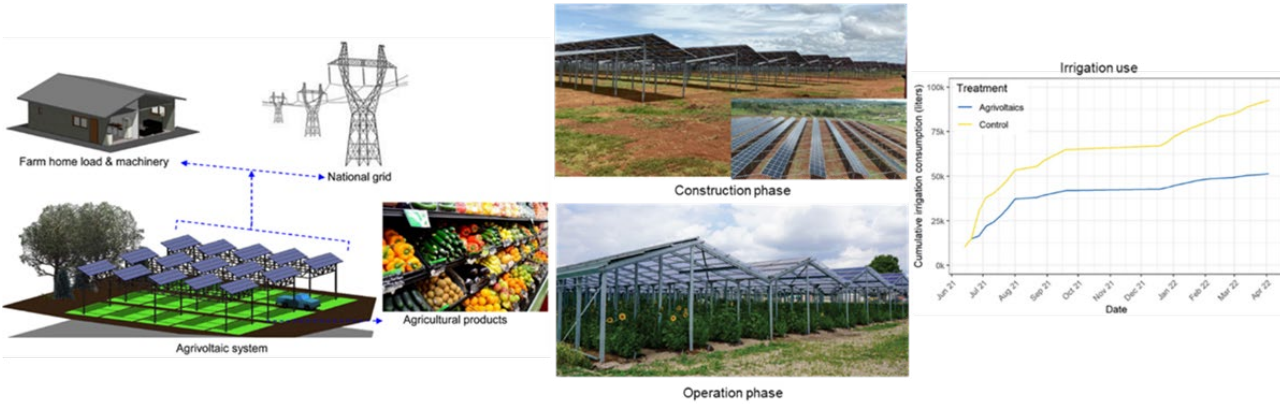 Farm home load & machinery
National grid
Agricultural products
Agrivoltaic system
Construction phase
Operation phase
Irrigation use
Cumulative irrigation consumption (liters)
100k
75k
50k
25k
0k
Treatment
Agrivoltaics
Control
Jun 21
Jul 21
Aug 21
Sep 21
Oct 21
Nov 21
Dec 21
Jan 22
Feb 22
Mar 22
Apr 22
Date